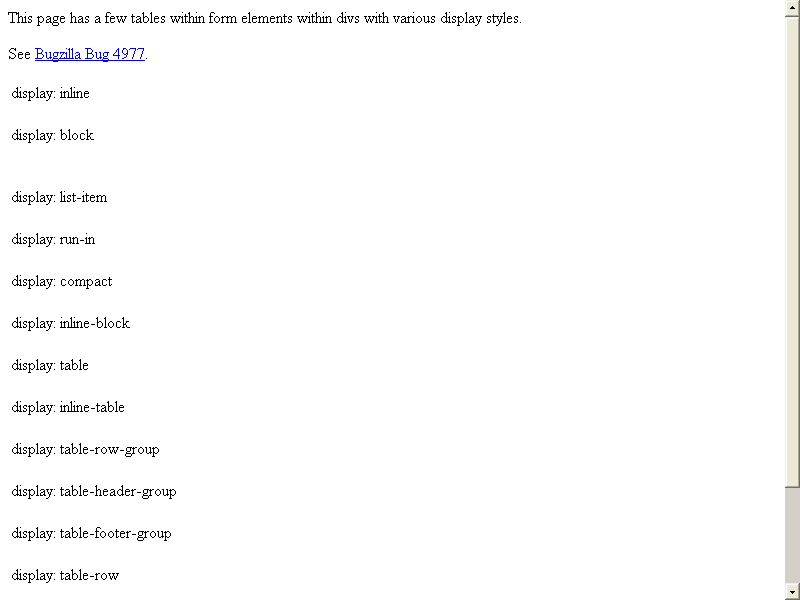 This page has a few tables within form elements within divs with various display styles.
See Bugzilla Bug 4977.
display: inline
display: block
display: list-item
display: run-in
display: compact
display: inline-block
display: table
display: inline-table
display: table-row-group
display: table-header-group
display: table-footer-group
display: table-row